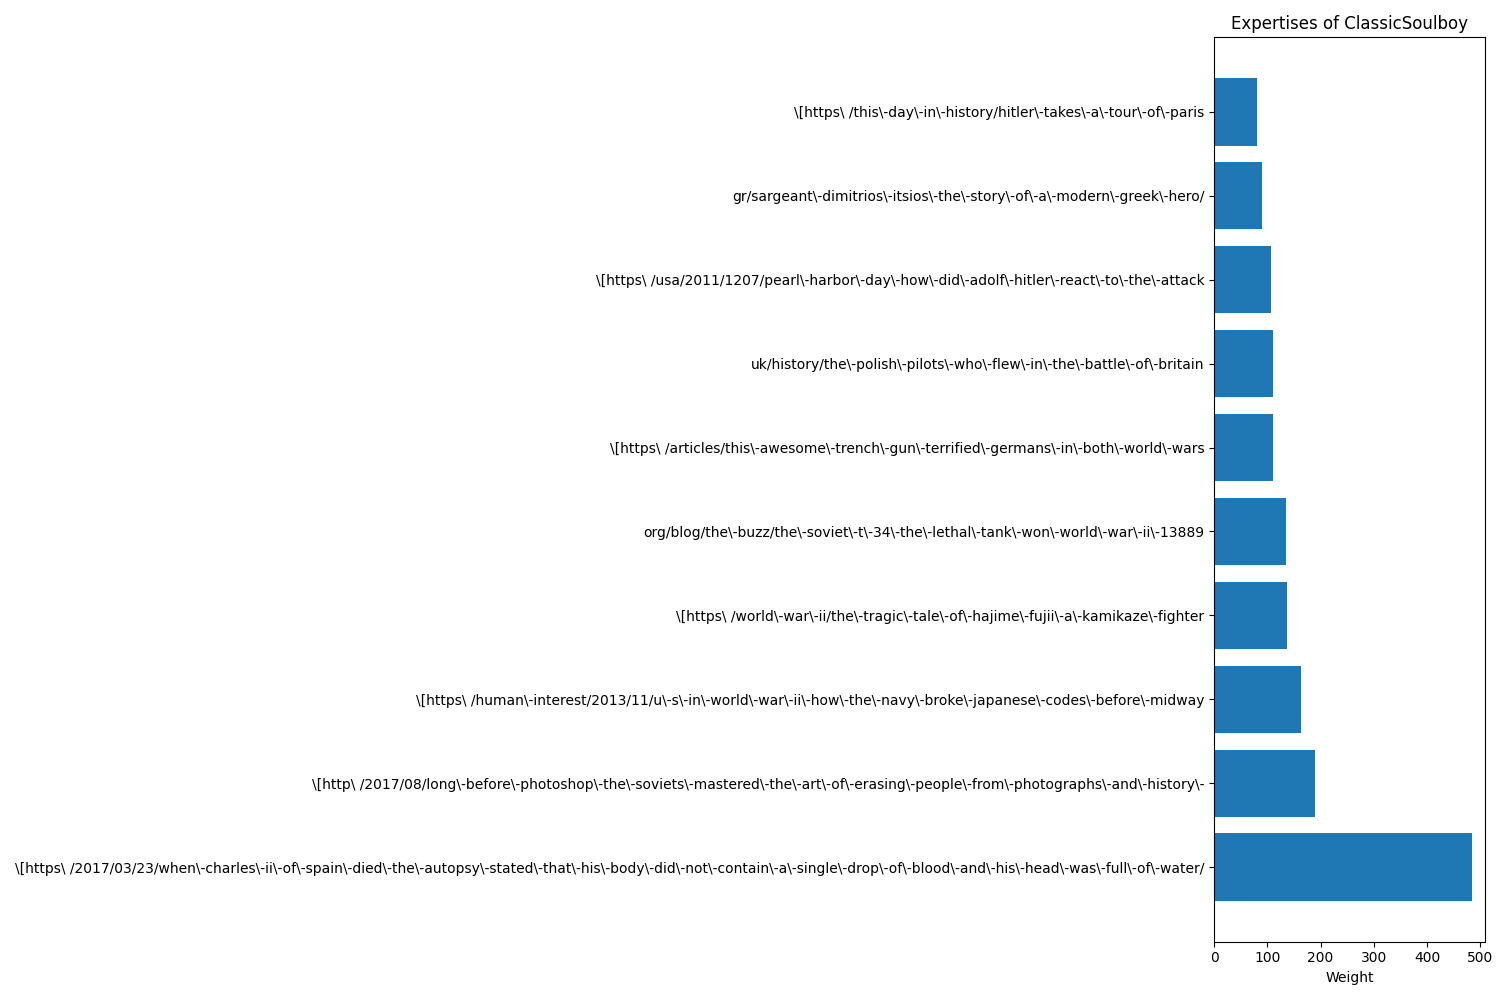 Expertises of ClassicSoulboy
\[https\ /this\-day\-in\-history/hitler\-takes\-a\-tour\-of\-paris
gr/sargeant\-dimitrios\-itsios\-the\-story\-of\-a\-modern\-greek\-hero/
\[https\ /usa/2011/1207/pearl\-harbor\-day\-how\-did\-adolf\-hitler\-react\-to\-the\-attack
uk/history/the\-polish\-pilots\-who\-flew\-in\-the\-battle\-of\-britain
\[https\ /articles/this\-awesome\-trench\-gun\-terrified\-germans\-in\-both\-world\-wars
org/blog/the\-buzz/the\-soviet\-t\-34\-the\-lethal\-tank\-won\-world\-war\-ii\-13889
\[https\ /world\-war\-ii/the\-tragic\-tale\-of\-hajime\-fujii\-a\-kamikaze\-fighter
\[https\ /human\-interest/2013/11/u\-s\-in\-world\-war\-ii\-how\-the\-navy\-broke\-japanese\-codes\-before\-midway
\[http\ /2017/08/long\-before\-photoshop\-the\-soviets\-mastered\-the\-art\-of\-erasing\-people\-from\-photographs\-and\-history\-
\[https\ /2017/03/23/when\-charles\-ii\-of\-spain\-died\-the\-autopsy\-stated\-that\-his\-body\-did\-not\-contain\-a\-single\-drop\-of\-blood\-and\-his\-head\-was\-full\-of\-water/
0 100 200 300 400 500
Weight